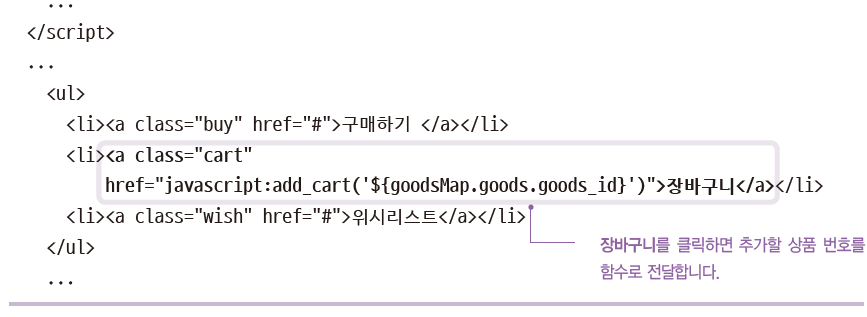 ...
</script>
...
<ul>
<li><a class="buy" href="#">구매하기 </a></li>
<li><a class="cart"
href="javascript:add_cart('${goodsMap.goods.goods_id}')">장바구니</a></li>
<li><a class="wish" href="#">위시리스트</a></li>
</ul>
...
장바구니를 클릭하면 추가할 상품 번호를
함수로 전달합니다.